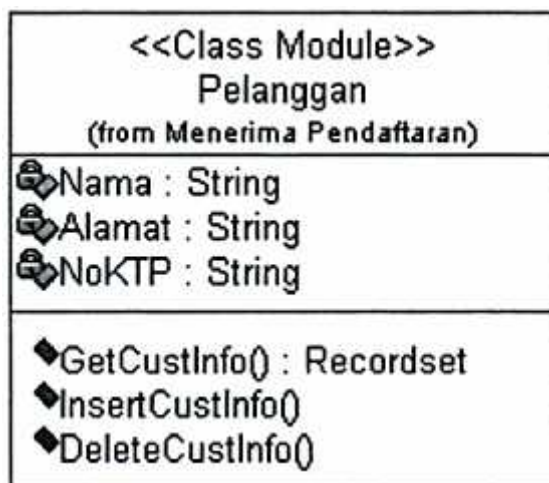 <<Class Module>>
Pelanggan
(from Menerima Pendaftaran)
Nama : String
Alamat : String
NoKTP : String
GetCustInfo() : Recordset
InsertCustInfo()
DeleteCustInfo()